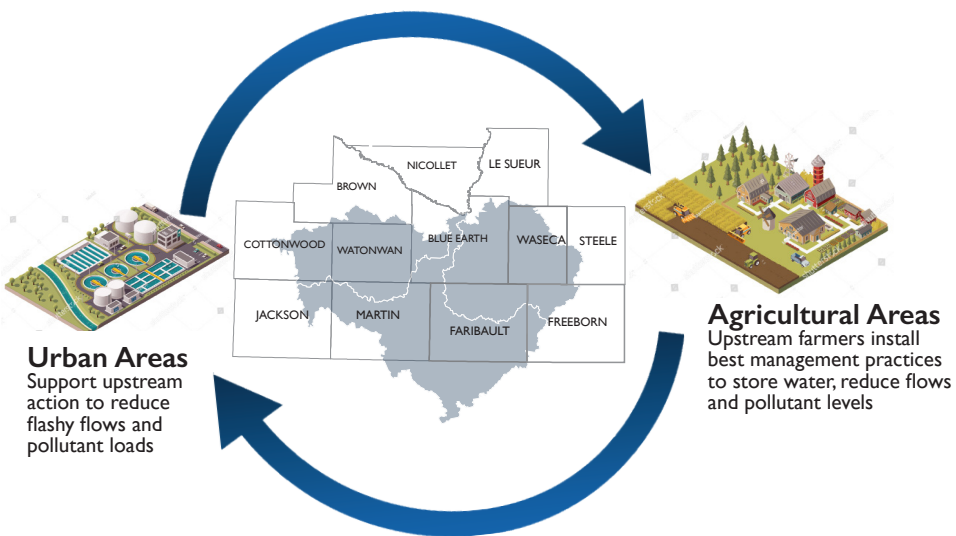 NICOLLET
LE SUEUR
BROWN
COTTONWOOD
WATONWAN
BLUE EARTH
WASECA
STEELE
JACKSON
MARTIN
FARIBAULT
FREEBORN
Urban Areas
Support upstream
action to reduce
flashy flows and
pollutant loads
Agricultural Areas
Upstream farmers install
best management practices
to store water, reduce flows
and pollutant levels